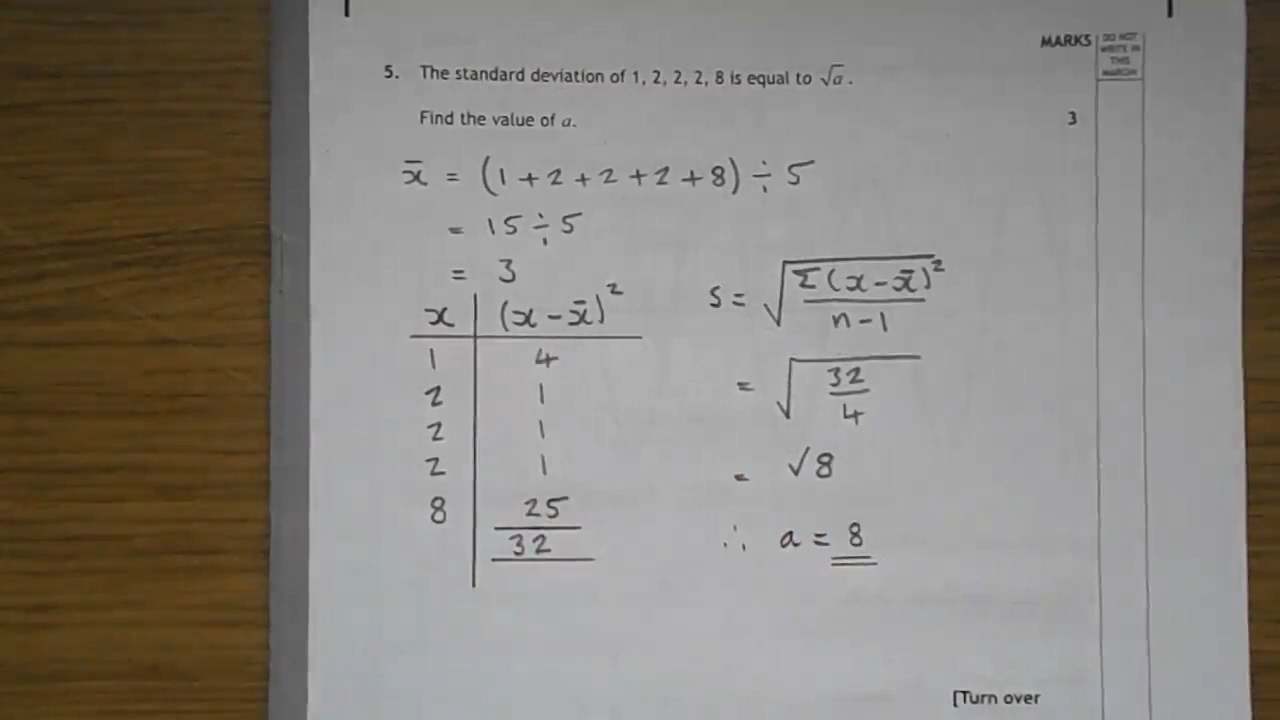 MARKS
DO NOT
WRITE IN
THIS
MARGIN
5. The standard deviation of 1, 2, 2, 2, 8 is equal to √a .
Find the value of a.
3
x̄ = (1 + 2 + 2 + 2 + 8) ÷ 5
= 15 ÷ 5
= 3
x | (x – x̄)²
1 | 4
2 | 1
2 | 1
2 | 1
8 | 25
32
s = √(Σ(x – x̄)² / n – 1)
= √(32 / 4)
= √8
∴ a = 8
[Turn over